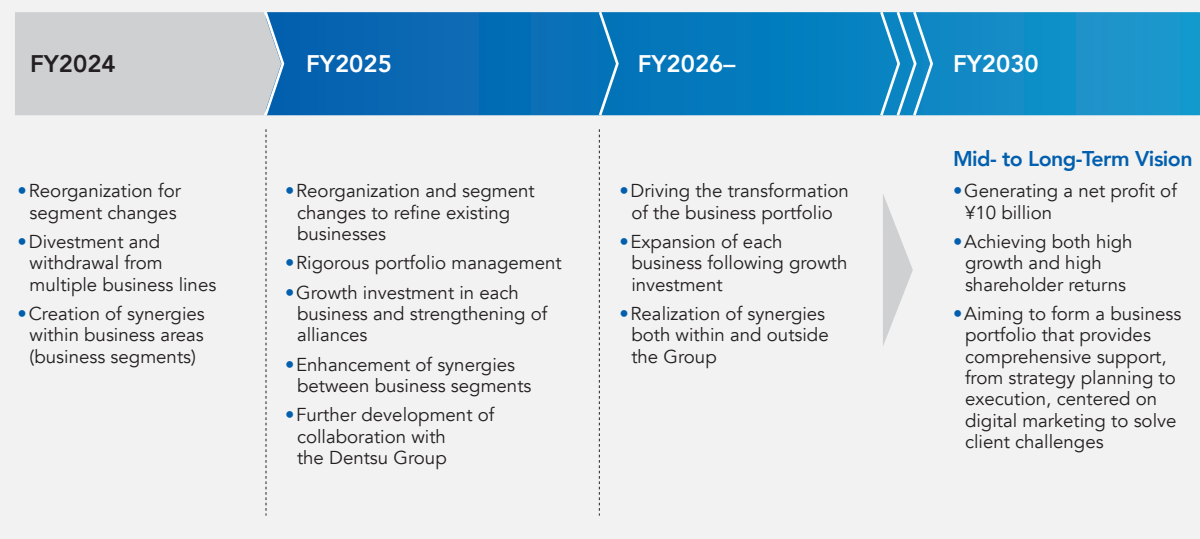 FY2024
FY2025
FY2026–
FY2030
•Reorganization for
segment changes
•Divestment and
withdrawal from
multiple business lines
•Creation of synergies
within business areas
(business segments)
•Reorganization and segment
changes to refine existing
businesses
•Rigorous portfolio management
•Growth investment in each
business and strengthening of
alliances
•Enhancement of synergies
between business segments
•Further development of
collaboration with
the Dentsu Group
•Driving the transformation
of the business portfolio
•Expansion of each
business following growth
investment
•Realization of synergies
both within and outside
the Group
Mid- to Long-Term Vision
•Generating a net profit of
¥10 billion
•Achieving both high
growth and high
shareholder returns
•Aiming to form a business
portfolio that provides
comprehensive support,
from strategy planning to
execution, centered on
digital marketing to solve
client challenges